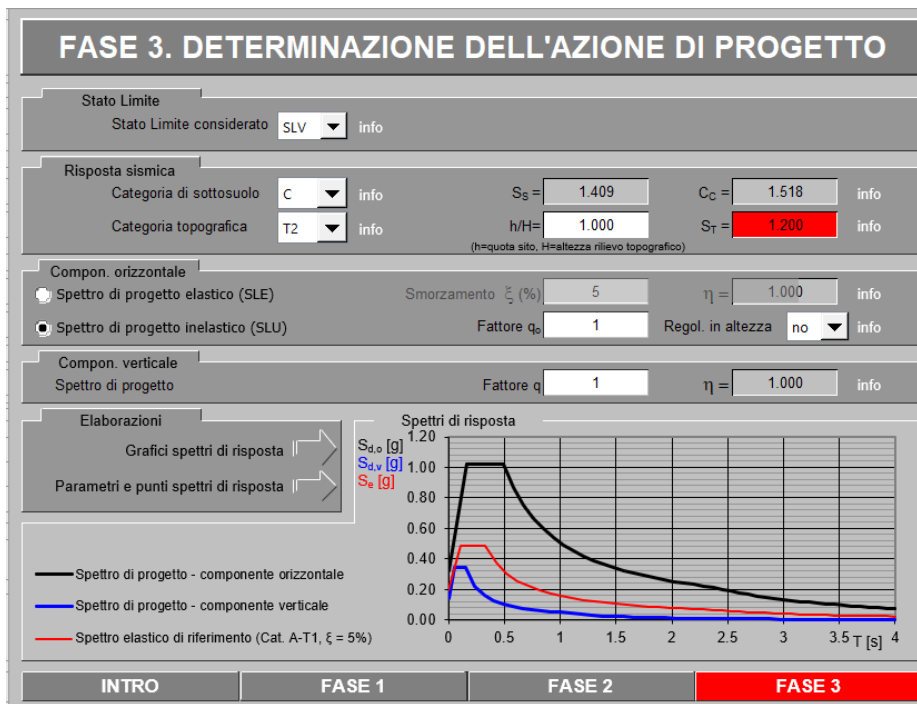 FASE 3. DETERMINAZIONE DELL'AZIONE DI PROGETTO
Stato Limite
Stato Limite considerato SLV info
Risposta sismica
Categoria di sottosuolo C info SS = 1.409 CC = 1.518 info
Categoria topografica T2 info h/H= 1.000 ST = 1.200 info
(h=quota sito, H=altezza rilievo topografico)
Compon. orizzontale
Spettro di progetto elastico (SLE) Smorzamento ξ (%) 5 η = 1.000 info
Spettro di progetto inelastico (SLU) Fattore qo 1 Regol. in altezza no info
Compon. verticale
Spettro di progetto Fattore q 1 η = 1.000 info
Elaborazioni
Grafici spettri di risposta
Parametri e punti spettri di risposta
Spettri di risposta
Sd,o [g]
Sd,v [g]
Se [g]
1.20
1.00
0.80
0.60
0.40
0.20
0.00
0 0.5 1 1.5 2 2.5 3 3.5 T [s] 4
Spettro di progetto - componente orizzontale
Spettro di progetto - componente verticale
Spettro elastico di riferimento (Cat. A-T1, ξ = 5%)
INTRO FASE 1 FASE 2 FASE 3